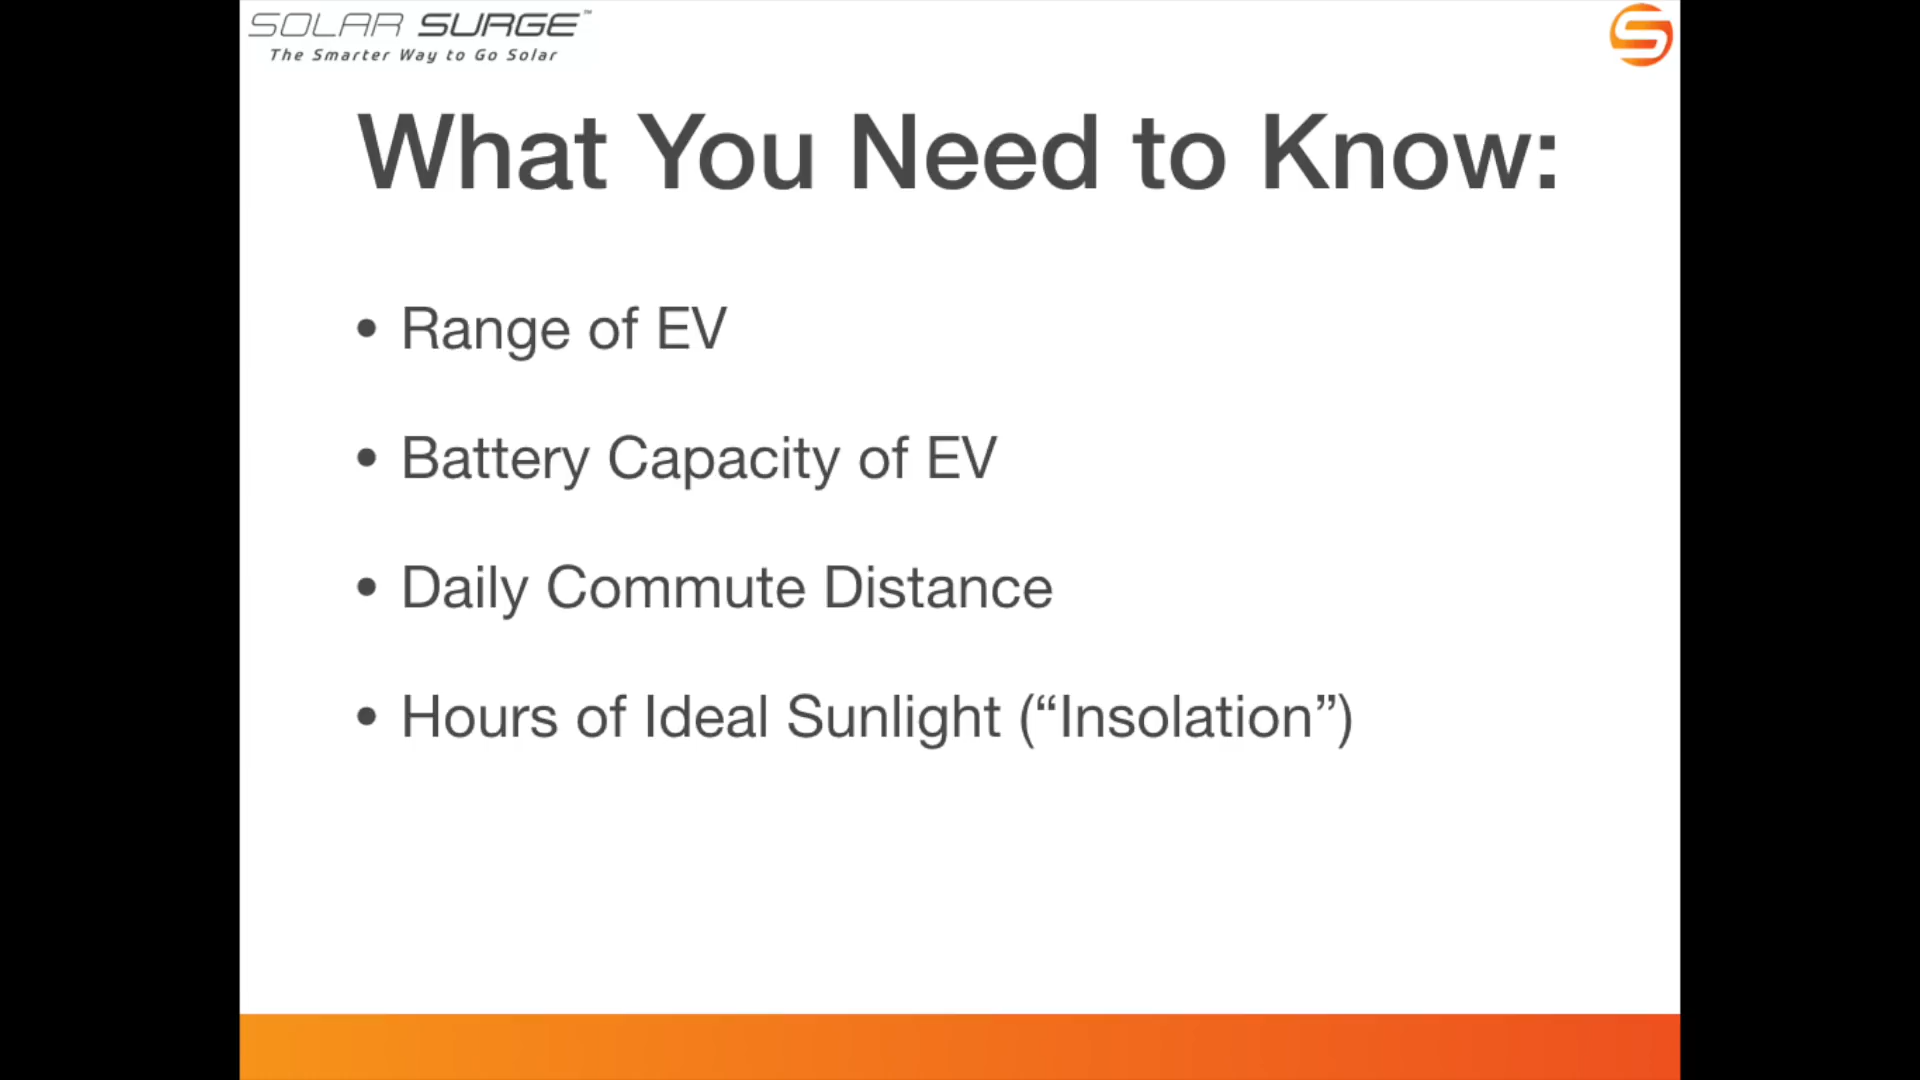 SOLAR SURGE™
The Smarter Way to Go Solar
What You Need to Know:
• Range of EV
• Battery Capacity of EV
• Daily Commute Distance
• Hours of Ideal Sunlight (“Insolation”)